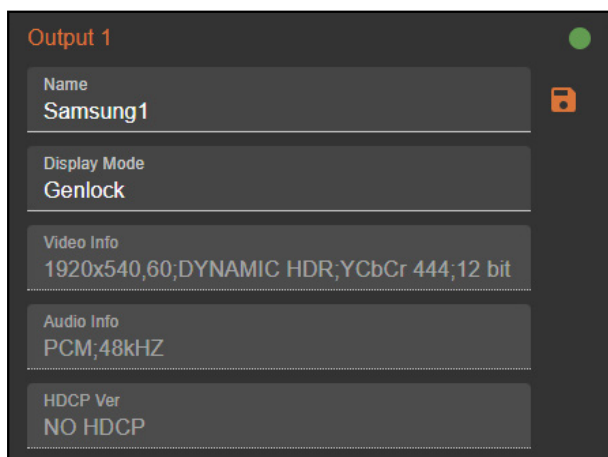 Output 1
Name
Samsung1
Display Mode
Genlock
Video Info
1920x540,60;DYNAMIC HDR;YCbCr 444;12 bit
Audio Info
PCM;48kHZ
HDCP Ver
NO HDCP